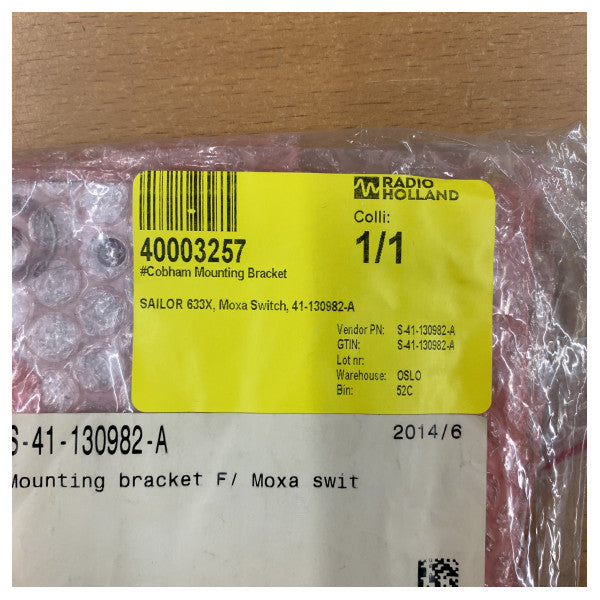 RADIO
HOLLAND
Colli:
1/1
40003257
#Cobham Mounting Bracket
SAILOR 633X, Moxa Switch, 41-130982-A
Vendor PN: S-41-130982-A
GTIN: S-41-130982-A
Lot nr:
Warehouse: OSLO
Bin: 52C
S-41-130982-A
2014/6
Mounting bracket F/ Moxa swit